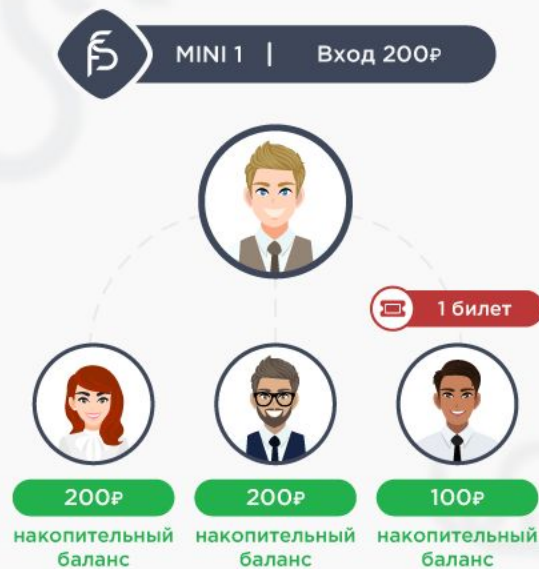 MINI 1 | Вход 200₽
1 билет
200₽ 200₽ 100₽
накопительный накопительный накопительный
баланс баланс баланс